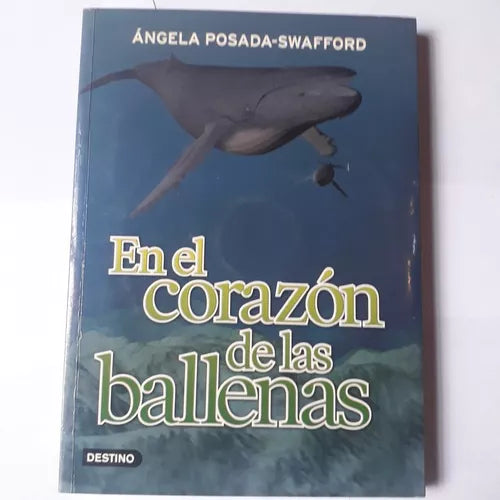 ÁNGELA POSADA-SWAFFORD
En el
corazón
de las
ballenas
DESTINO